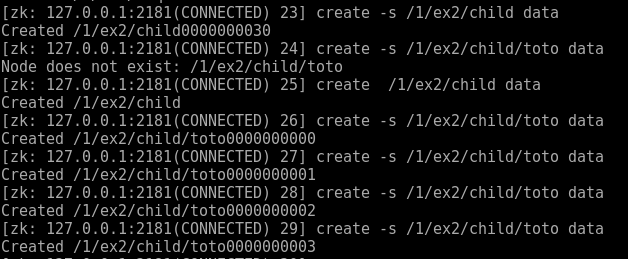 [zk: 127.0.0.1:2181(CONNECTED) 23] create -s /1/ex2/child data
Created /1/ex2/child0000000030
[zk: 127.0.0.1:2181(CONNECTED) 24] create -s /1/ex2/child/toto data
Node does not exist: /1/ex2/child/toto
[zk: 127.0.0.1:2181(CONNECTED) 25] create  /1/ex2/child data
Created /1/ex2/child
[zk: 127.0.0.1:2181(CONNECTED) 26] create -s /1/ex2/child/toto data
Created /1/ex2/child/toto0000000000
[zk: 127.0.0.1:2181(CONNECTED) 27] create -s /1/ex2/child/toto data
Created /1/ex2/child/toto0000000001
[zk: 127.0.0.1:2181(CONNECTED) 28] create -s /1/ex2/child/toto data
Created /1/ex2/child/toto0000000002
[zk: 127.0.0.1:2181(CONNECTED) 29] create -s /1/ex2/child/toto data
Created /1/ex2/child/toto0000000003